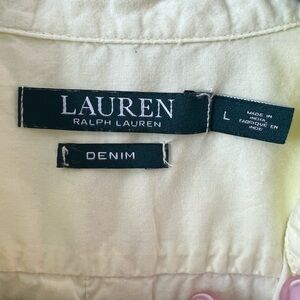 LAUREN
RALPH LAUREN
L
MADE IN
INDIA
FABRIQUÉ EN
INDE
DENIM